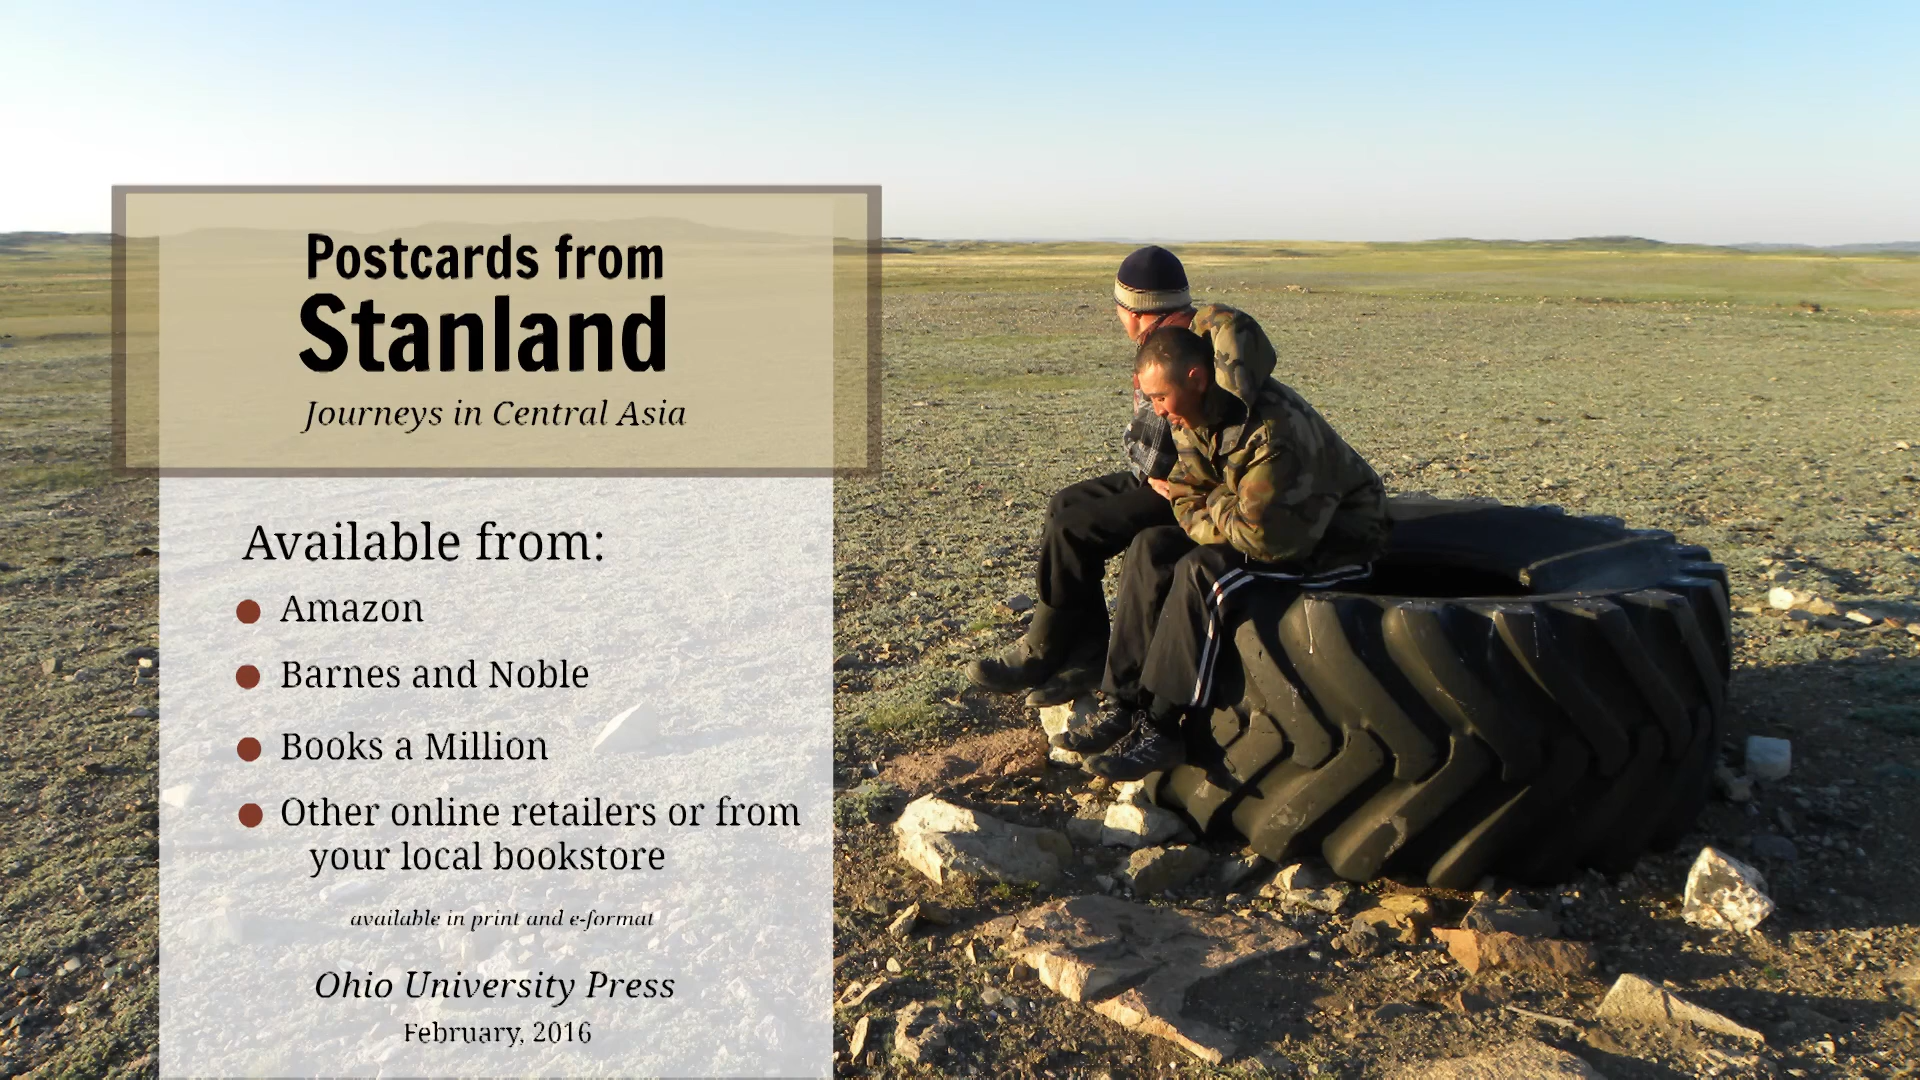 Postcards from
Stanland
Journeys in Central Asia
Available from:
Amazon
Barnes and Noble
Books a Million
Other online retailers or from
your local bookstore
available in print and e-format
Ohio University Press
February, 2016